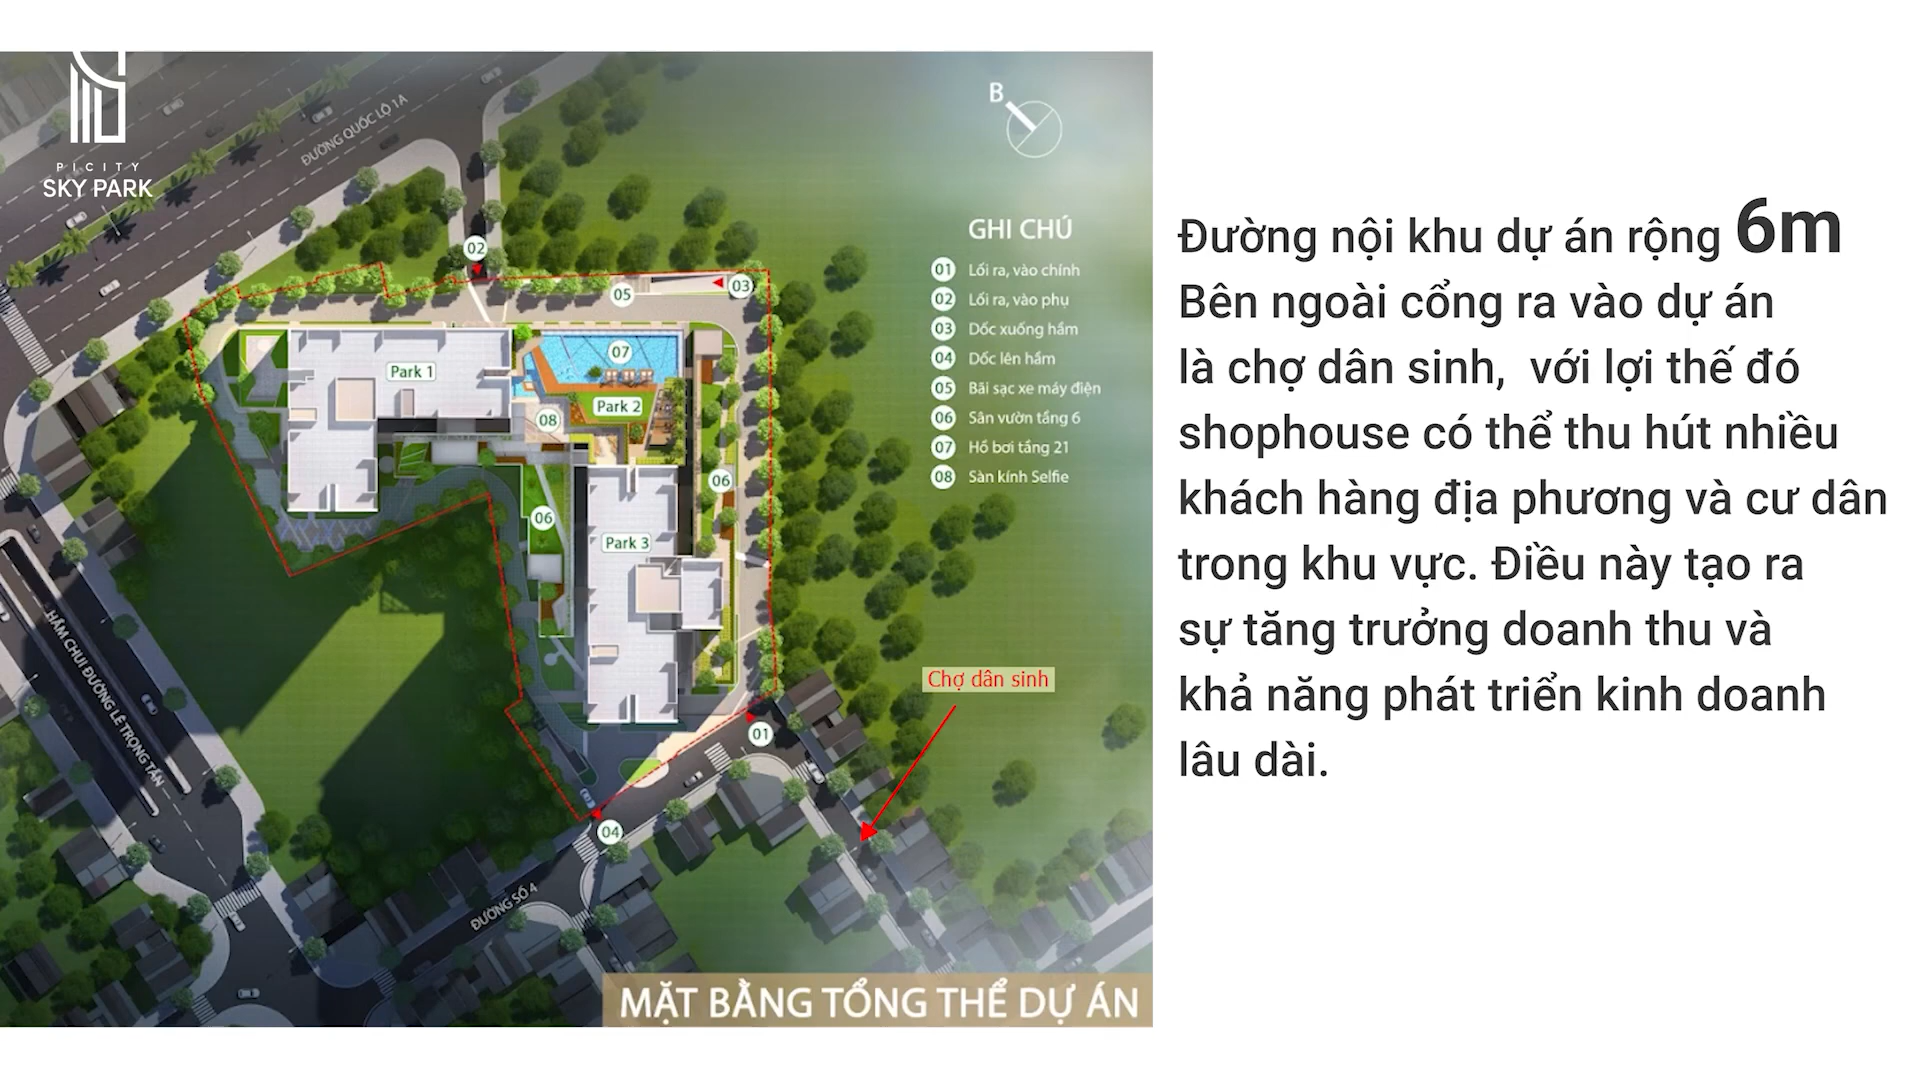 PICITY
SKY PARK
ĐƯỜNG QUỐC LỘ 1A
B
GHI CHÚ
01 Lối ra, vào chính
02 Lối ra, vào phụ
03 Dốc xuống hầm
04 Dốc lên hầm
05 Bãi sạc xe máy điện
06 Sân vườn tầng 6
07 Hồ bơi tầng 21
08 Sàn kính Selfie
02
03
05
07
Park 1
Park 2
08
06
06
Park 3
01
04
HẦM CHUI ĐƯỜNG LÊ TRỌNG TẤN
ĐƯỜNG SỐ 4
Chợ dân sinh
MẶT BẰNG TỔNG THỂ DỰ ÁN
Đường nội khu dự án rộng 6m
Bên ngoài cổng ra vào dự án
là chợ dân sinh,  với lợi thế đó
shophouse có thể thu hút nhiều
khách hàng địa phương và cư dân
trong khu vực. Điều này tạo ra
sự tăng trưởng doanh thu và
khả năng phát triển kinh doanh
lâu dài.